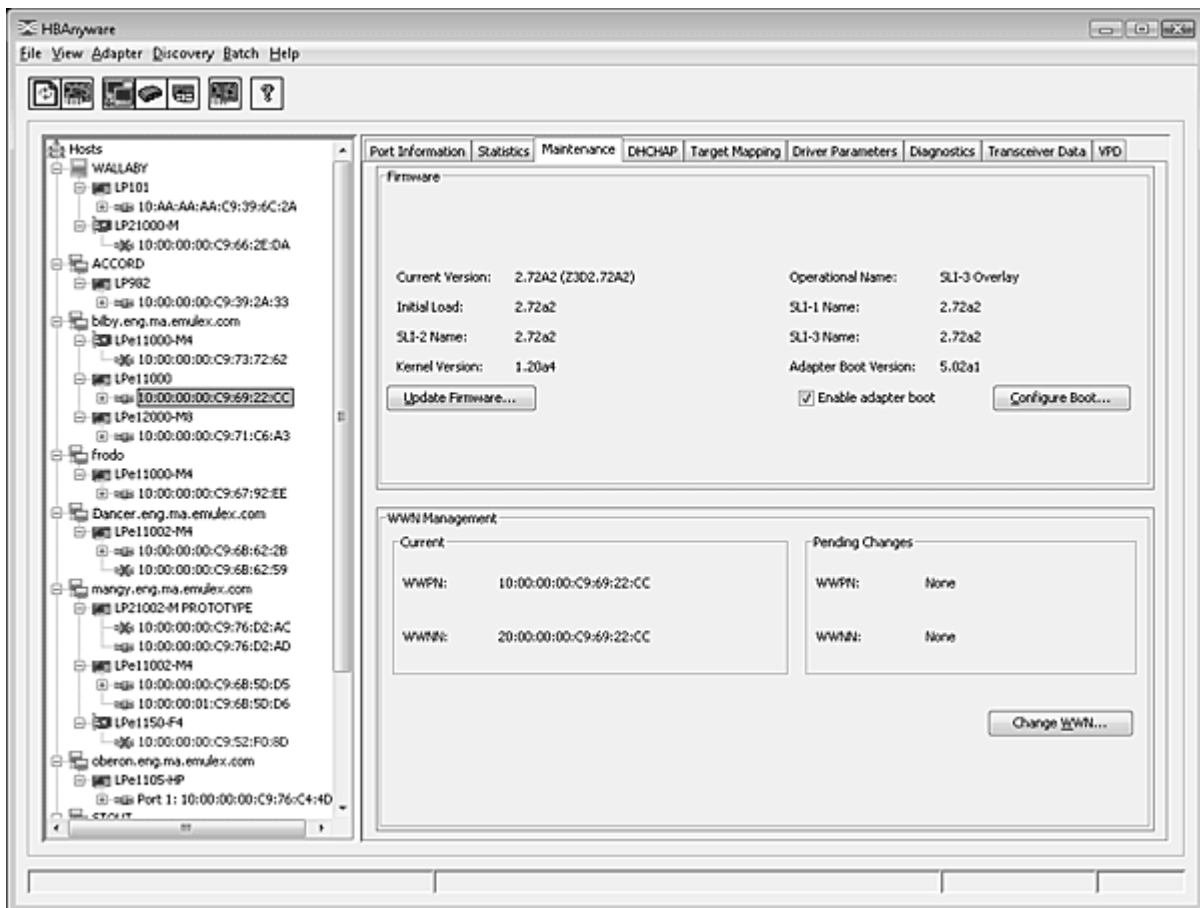 HBAnyware
File View Adapter Discovery Batch Help
Hosts
WALLABY
LP101
10:AA:AA:AA:C9:39:6C:2A
LP21000-M
10:00:00:00:C9:66:2E:DA
ACCORD
LP982
10:00:00:00:C9:39:2A:33
bilby.eng.ma.emulex.com
LPe11000-M4
10:00:00:00:C9:73:72:62
LPe11000
10:00:00:00:C9:69:22:CC
LPe12000-M8
10:00:00:00:C9:71:C6:A3
frodo
LPe11000-M4
10:00:00:00:C9:67:92:EE
Dancer.eng.ma.emulex.com
LPe11002-M4
10:00:00:00:C9:6B:62:2B
10:00:00:00:C9:6B:62:59
mangy.eng.ma.emulex.com
LP21002-M PROTOTYPE
10:00:00:00:C9:76:D2:AC
10:00:00:00:C9:76:D2:AD
LPe11002-M4
10:00:00:00:C9:6B:5D:D5
10:00:00:01:C9:6B:5D:D6
LPe1150-F4
10:00:00:00:C9:52:F0:8D
oberon.eng.ma.emulex.com
LPe1105-HP
Port 1: 10:00:00:00:C9:76:C4:4D
STOUT
Port Information Statistics Maintenance DHCHAP Target Mapping Driver Parameters Diagnostics Transceiver Data VPD
Firmware
Current Version: 2.72A2 (Z3D2.72A2) Operational Name: SLI-3 Overlay
Initial Load: 2.72a2 SLI-1 Name: 2.72a2
SLI-2 Name: 2.72a2 SLI-3 Name: 2.72a2
Kernel Version: 1.20a4 Adapter Boot Version: 5.02a1
Update Firmware... Enable adapter boot Configure Boot...
WWN Management
Current Pending Changes
WWPN: 10:00:00:00:C9:69:22:CC WWPN: None
WWNN: 20:00:00:00:C9:69:22:CC WWNN: None
Change WWN...